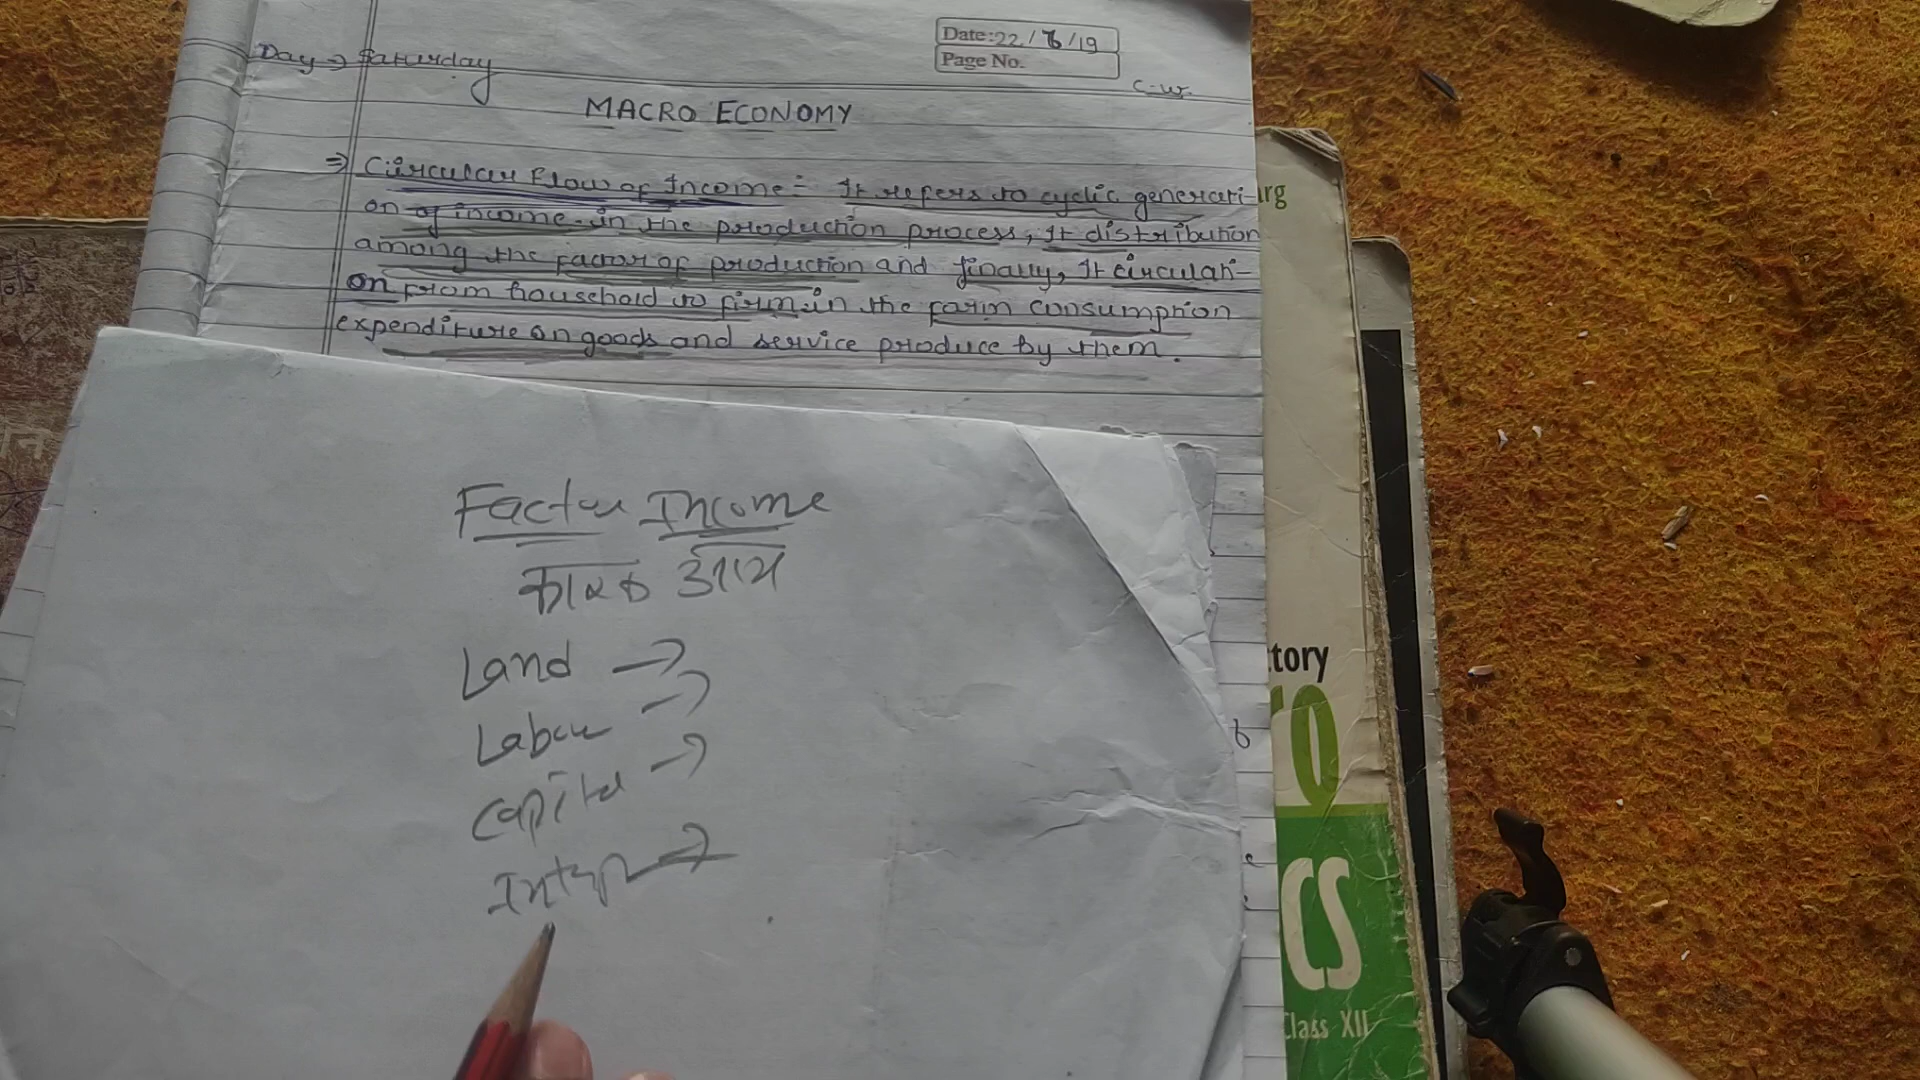 Day → Saturday
Date: 22/6/19
Page No.
C.W.
MACRO ECONOMY
⇒ Circular Flow of Income = It refers to cyclic generati-
on of income in the production process, It distribution
among the factor of production and finally, It circulati-
on from household to firm in the form consumption
expenditure on goods and service produce by them.
Factor Income
कारक आय
Land →
Labour →
Capital →
→
rg
tory
CS
Class XII